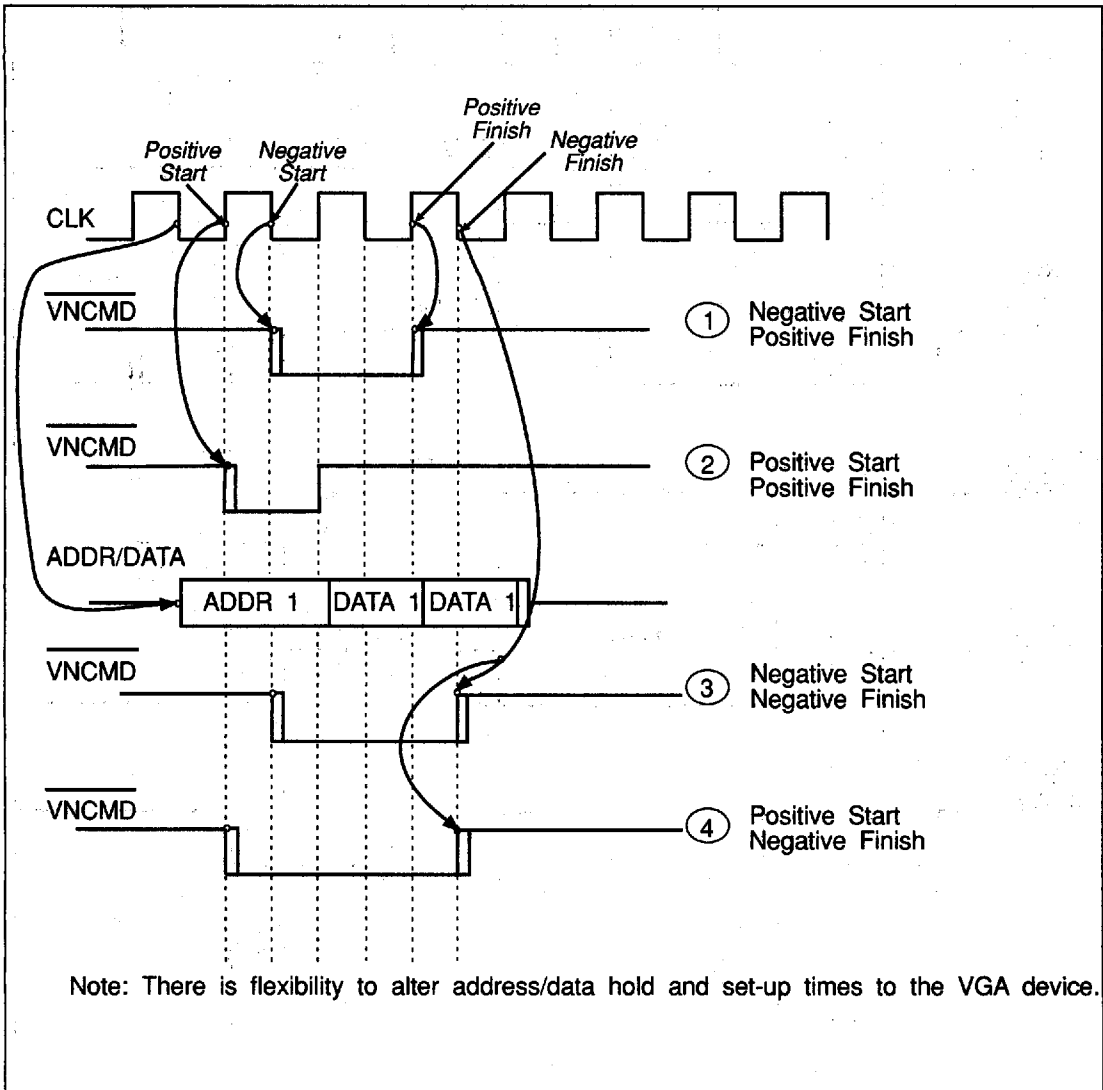 Positive
Finish
Positive
Start
Negative
Start
Negative
Finish
CLK
VNCMD
1 Negative Start
Positive Finish
VNCMD
2 Positive Start
Positive Finish
ADDR/DATA
ADDR 1 DATA 1 DATA 1
VNCMD
3 Negative Start
Negative Finish
VNCMD
4 Positive Start
Negative Finish
Note: There is flexibility to alter address/data hold and set-up times to the VGA device.